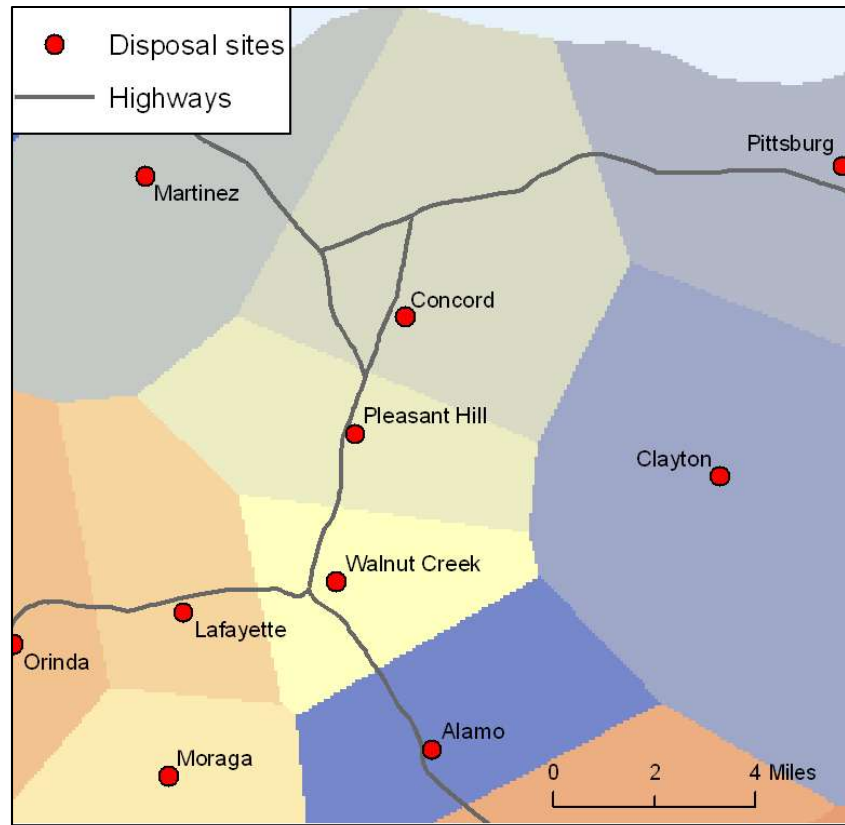 Disposal sites
Highways
Pittsburg
Martinez
Concord
Pleasant Hill
Clayton
Walnut Creek
Lafayette
Orinda
Alamo
Moraga
0 2 4 Miles